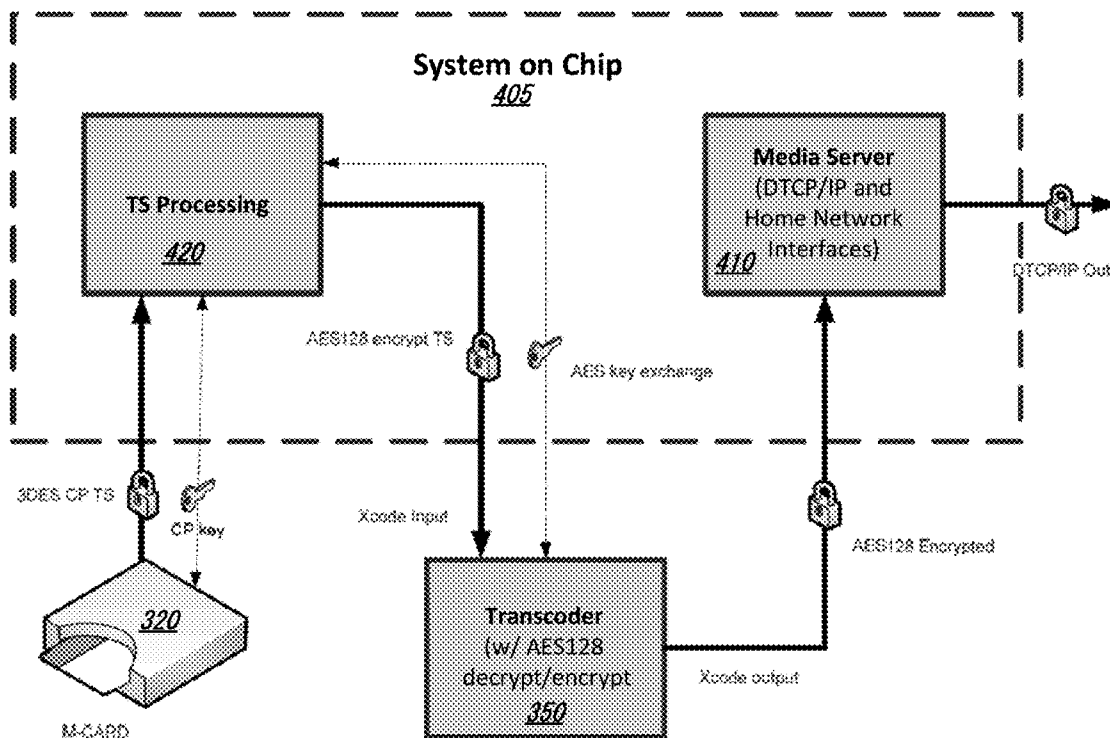 System on Chip
405
TS Processing
420
Media Server
(DTCP/IP and
Home Network
Interfaces)
410
DTCP/IP Out
AES128 encrypt TS
AES key exchange
3DES CP TS
CP key
Xcode Input
AES128 Encrypted
320
M-CARD
Transcoder
(w/ AES128
decrypt/encrypt
350
Xcode output